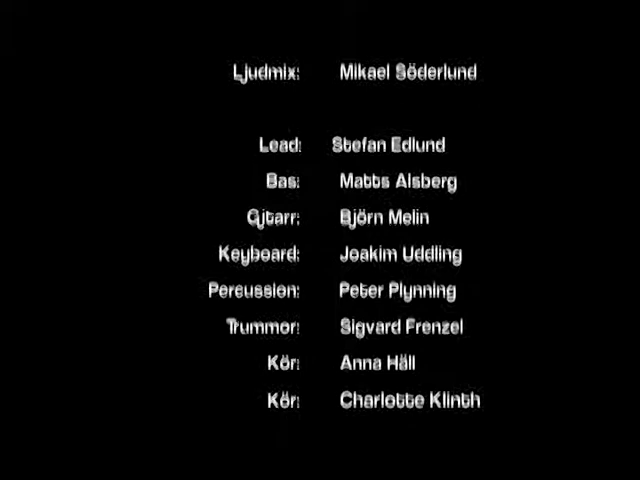 Ljudmix: Mikael Söderlund
Lead: Stefan Edlund
Bas: Matts Alsberg
Gitarr: Björn Melin
Keyboard: Joakim Uddling
Percussion: Peter Plynning
Trummor: Sigvard Frenzel
Kör: Anna Häll
Kör: Charlotte Klinth